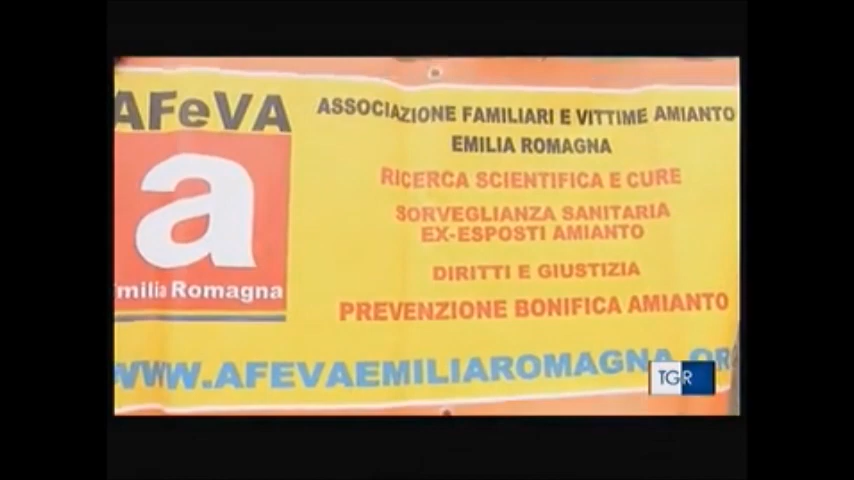 AFeVA
a
milia Romagna
ASSOCIAZIONE FAMILIARI E VITTIME AMIANTO
EMILIA ROMAGNA
RICERCA SCIENTIFICA E CURE
SORVEGLIANZA SANITARIA
EX-ESPOSTI AMIANTO
DIRITTI E GIUSTIZIA
PREVENZIONE BONIFICA AMIANTO
WWW.AFEVAEMILIAROMAGNA.OR
TGR